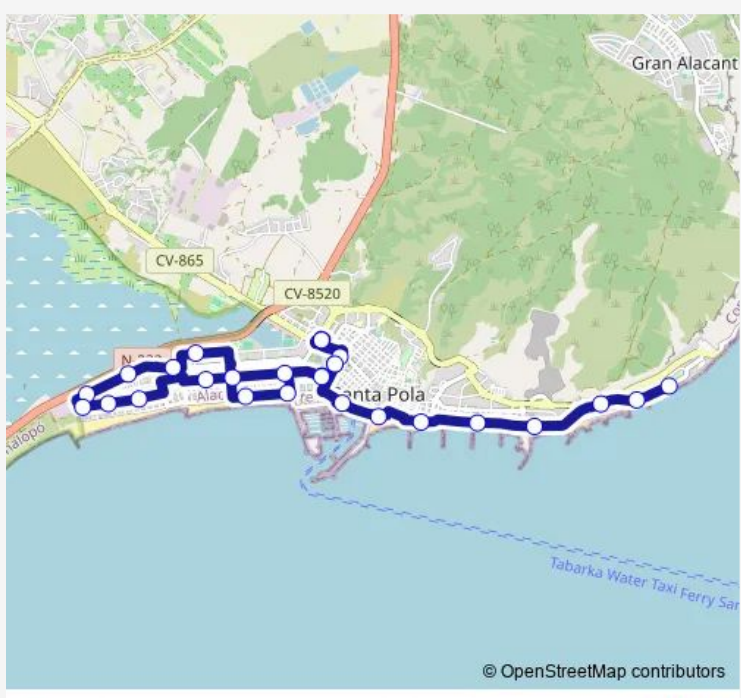 Gran Alacant
CV-865
CV-8520
Santa Pola
Tabarka Water Taxi Ferry San
© OpenStreetMap contributors